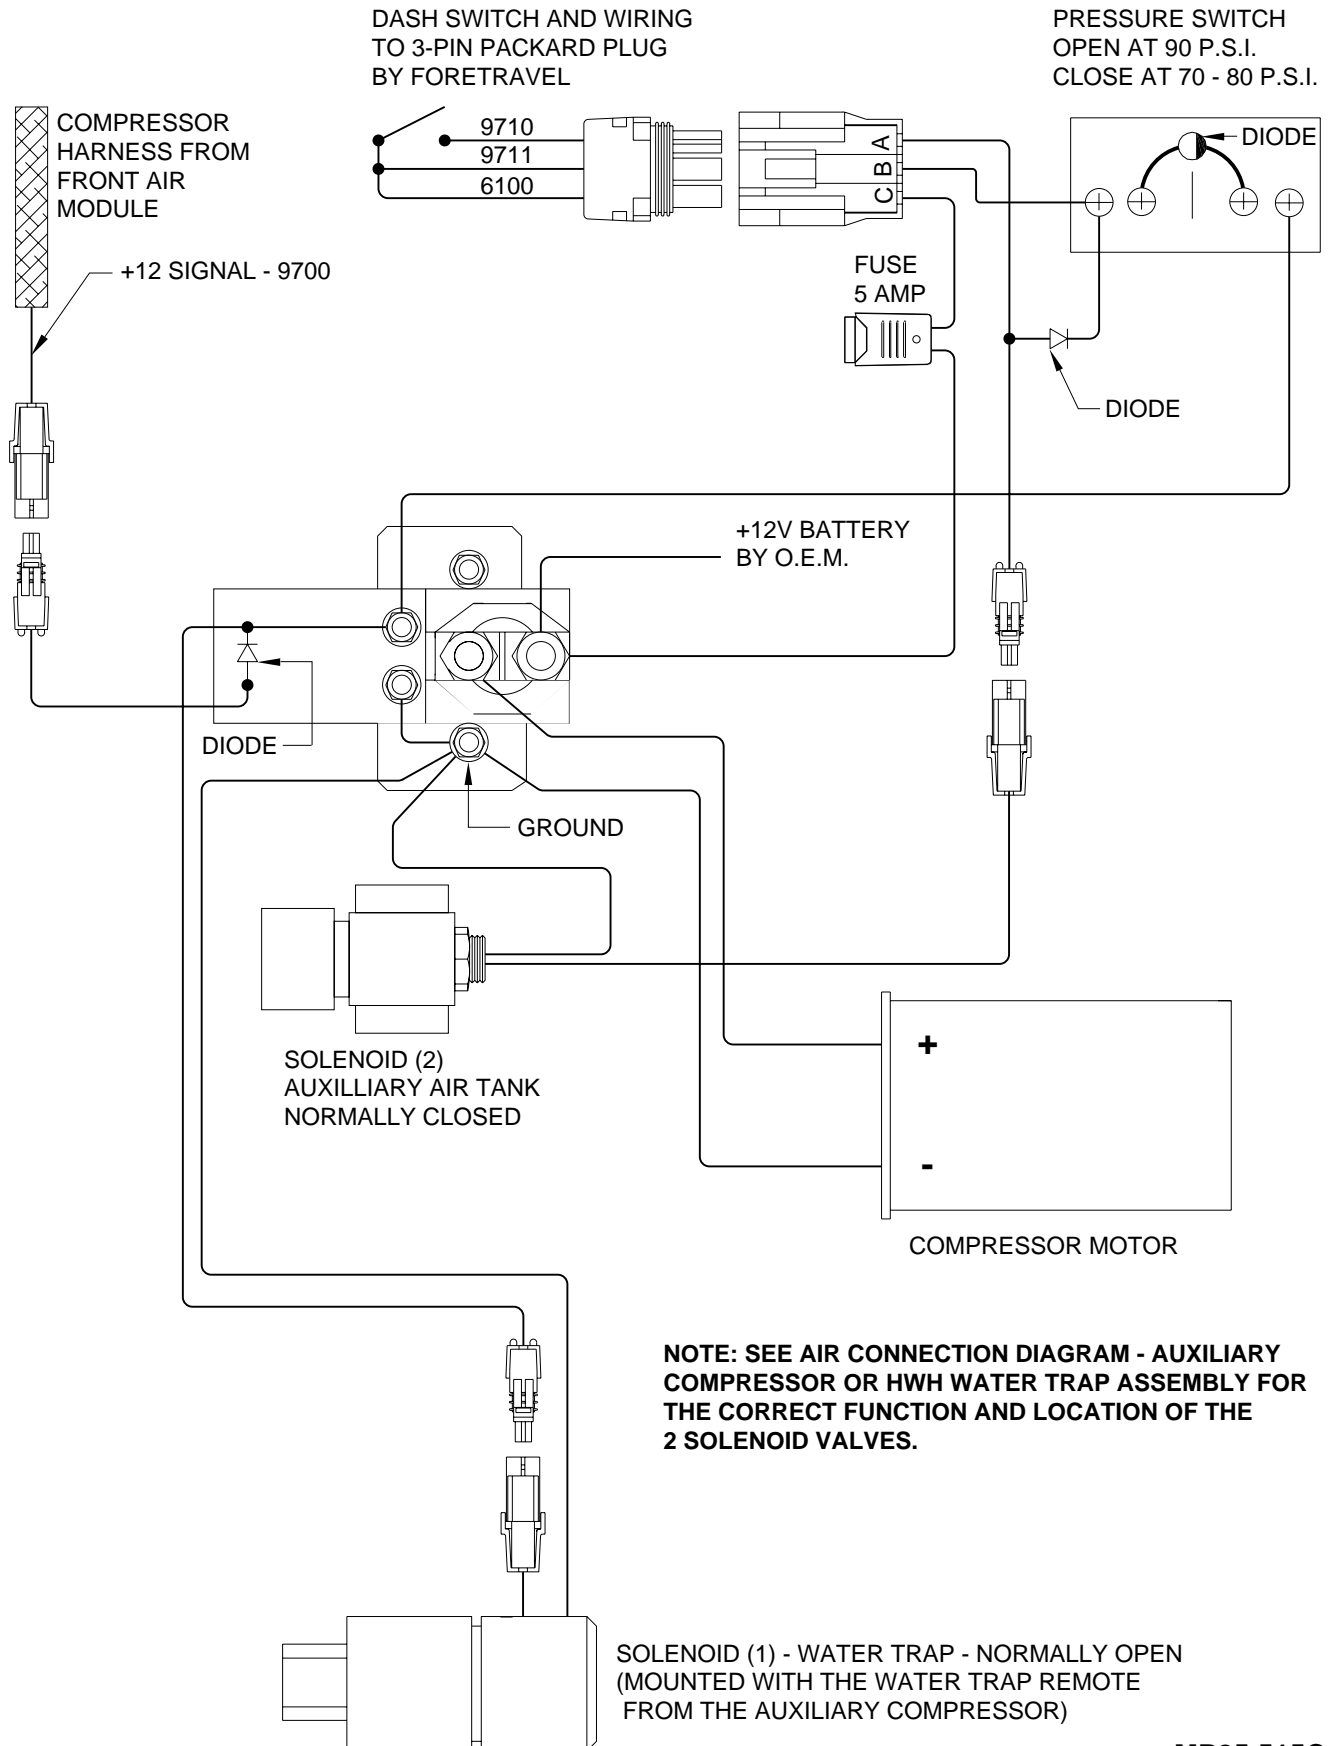 DASH SWITCH AND WIRING
TO 3-PIN PACKARD PLUG
BY FORETRAVEL
PRESSURE SWITCH
OPEN AT 90 P.S.I.
CLOSE AT 70 - 80 P.S.I.
COMPRESSOR
HARNESS FROM
FRONT AIR
MODULE
9710
9711
6100
A
B
C
DIODE
+12 SIGNAL - 9700
FUSE
5 AMP
DIODE
+12V BATTERY
BY O.E.M.
DIODE
GROUND
SOLENOID (2)
AUXILLIARY AIR TANK
NORMALLY CLOSED
+
-
COMPRESSOR MOTOR
NOTE: SEE AIR CONNECTION DIAGRAM - AUXILIARY
COMPRESSOR OR HWH WATER TRAP ASSEMBLY FOR
THE CORRECT FUNCTION AND LOCATION OF THE
2 SOLENOID VALVES.
SOLENOID (1) - WATER TRAP - NORMALLY OPEN
(MOUNTED WITH THE WATER TRAP REMOTE
FROM THE AUXILIARY COMPRESSOR)